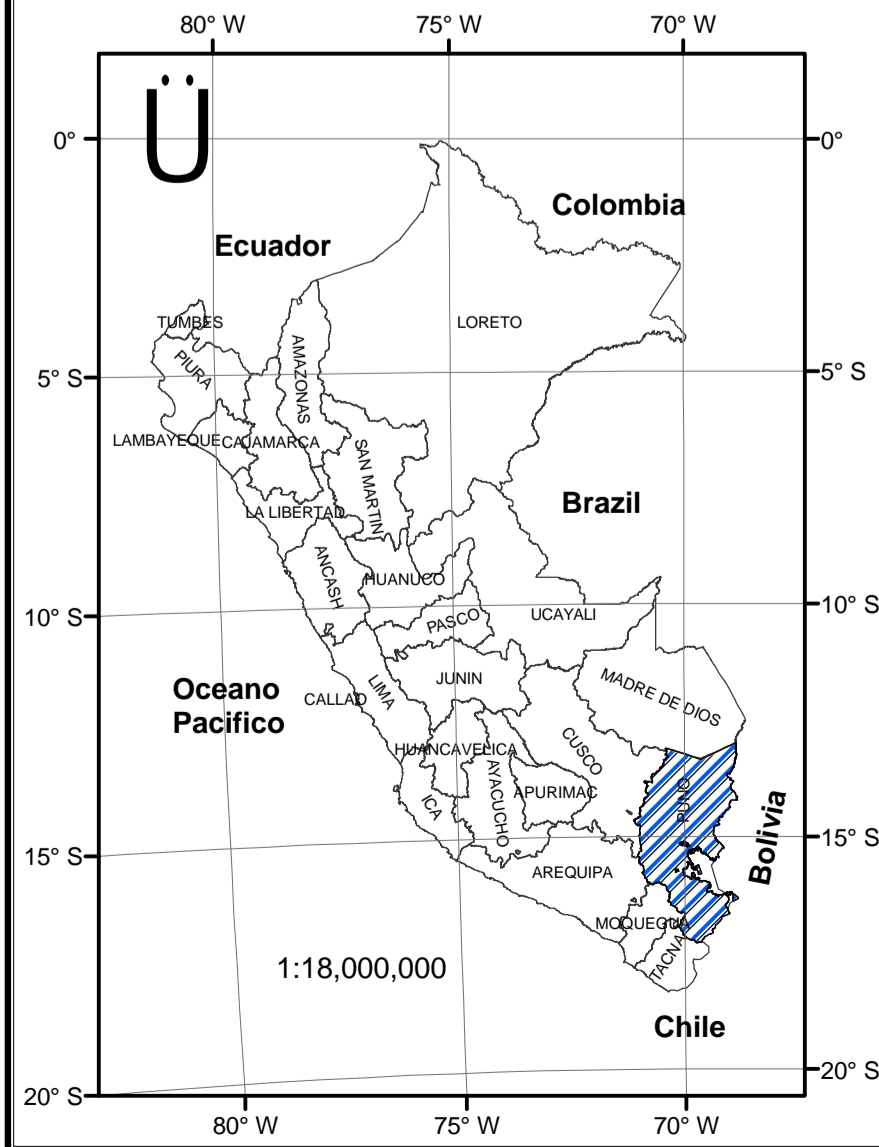 80° W
75° W
70° W
Ü
0°
0°
Colombia
Ecuador
TUMBES
LORETO
AMAZONAS
PIURA
5° S
5° S
LAMBAYEQUE
CAJAMARCA
SAN MARTIN
Brazil
LA LIBERTAD
ANCASH
HUANUCO
10° S
10° S
PASCO
UCAYALI
Oceano
Pacifico
CALLAO
LIMA
JUNIN
MADRE DE DIOS
HUANCAVELICA
CUSCO
AYACUCHO
APURIMAC
ICA
PUNO
Bolivia
15° S
15° S
AREQUIPA
MOQUEGUA
TACNA
1:18,000,000
Chile
20° S
20° S
80° W
75° W
70° W